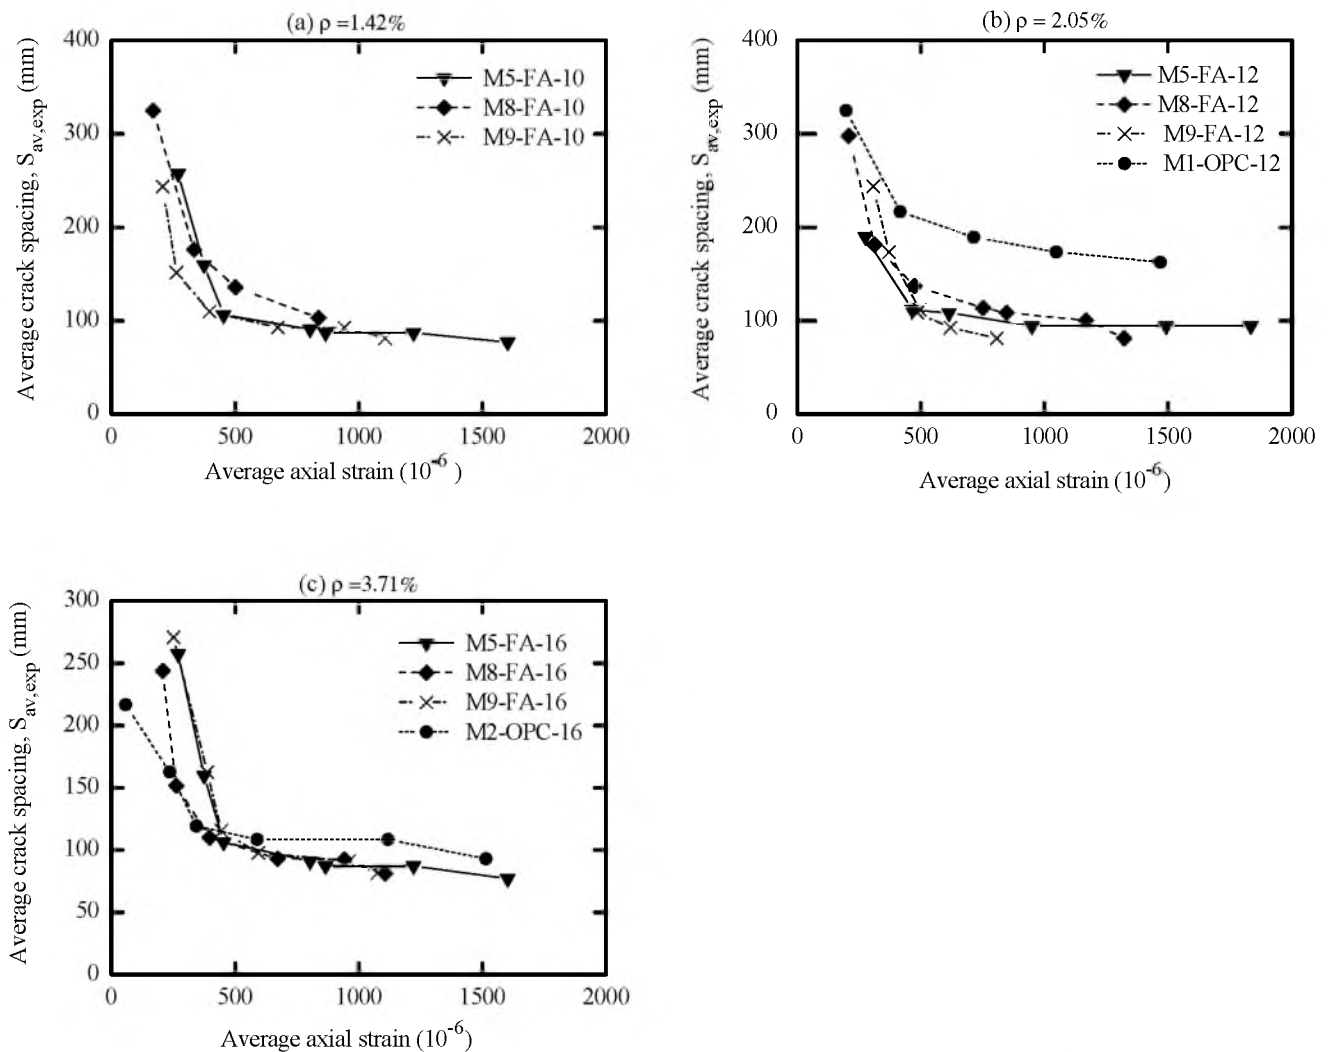 (a) ρ =1.42%
Average crack spacing, Sav,exp (mm)
400
300
200
100
0
M5-FA-10
M8-FA-10
M9-FA-10
0 500 1000 1500 2000
Average axial strain (10-6 )
(b) ρ = 2.05%
Average crack spacing, Sav,exp (mm)
400
300
200
100
0
M5-FA-12
M8-FA-12
M9-FA-12
M1-OPC-12
0 500 1000 1500 2000
Average axial strain (10-6)
(c) ρ =3.71%
Average crack spacing, Sav,exp (mm)
300
250
200
150
100
50
0
M5-FA-16
M8-FA-16
M9-FA-16
M2-OPC-16
0 500 1000 1500 2000
Average axial strain (10-6)